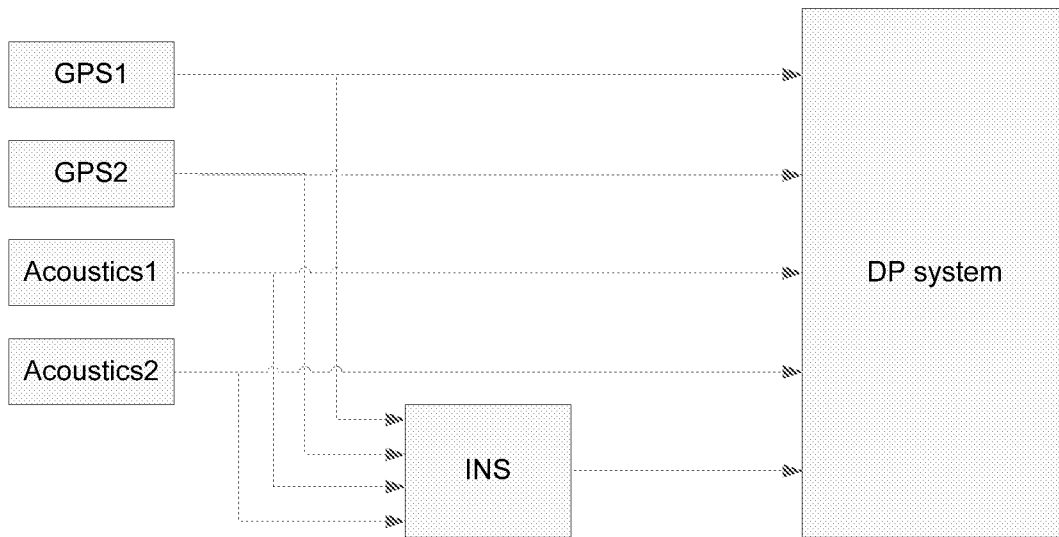 GPS1
GPS2
Acoustics1
DP system
Acoustics2
INS